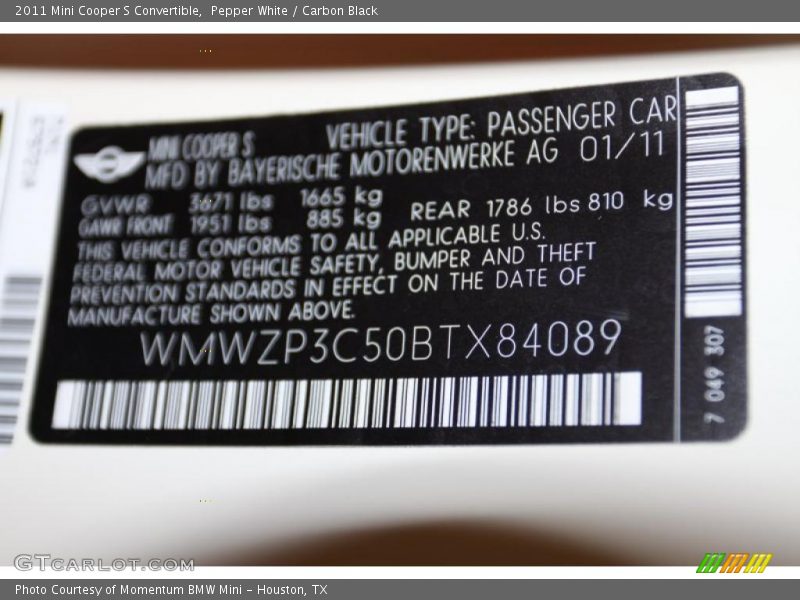 2011 Mini Cooper S Convertible,  Pepper White / Carbon Black
MINI COOPER S VEHICLE TYPE: PASSENGER CAR
MFD BY BAYERISCHE MOTORENWERKE AG 01/11
GVWR 3671 lbs 1665 kg
GAWR FRONT 1951 lbs 885 kg REAR 1786 lbs 810 kg
THIS VEHICLE CONFORMS TO ALL APPLICABLE U.S.
FEDERAL MOTOR VEHICLE SAFETY, BUMPER AND THEFT
PREVENTION STANDARDS IN EFFECT ON THE DATE OF
MANUFACTURE SHOWN ABOVE.
WMWZP3C50BTX84089
7 049 307
GTCARLOT.COM
Photo Courtesy of Momentum BMW Mini - Houston, TX